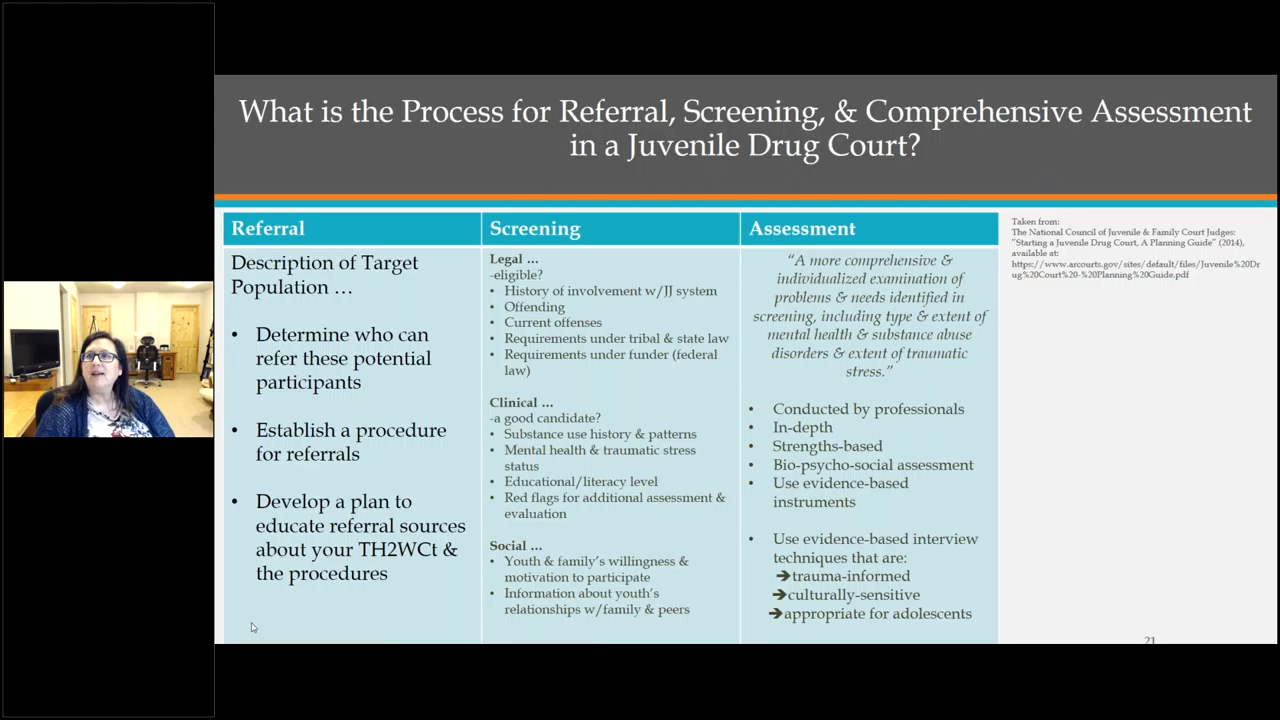 What is the Process for Referral, Screening, & Comprehensive Assessment
in a Juvenile Drug Court?
Referral
Description of Target
Population …
• Determine who can
refer these potential
participants
• Establish a procedure
for referrals
• Develop a plan to
educate referral sources
about your TH2WCt &
the procedures
Screening
Legal …
-eligible?
• History of involvement w/JJ system
• Offending
• Current offenses
• Requirements under tribal & state law
• Requirements under funder (federal
law)
Clinical …
-a good candidate?
• Substance use history & patterns
• Mental health & traumatic stress
status
• Educational/literacy level
• Red flags for additional assessment &
evaluation
Social …
• Youth & family's willingness &
motivation to participate
• Information about youth's
relationships w/family & peers
Assessment
“A more comprehensive &
individualized examination of
problems & needs identified in
screening, including type & extent of
mental health & substance abuse
disorders & extent of traumatic
stress.”
• Conducted by professionals
• In-depth
• Strengths-based
• Bio-psycho-social assessment
• Use evidence-based
instruments
• Use evidence-based interview
techniques that are:
➔trauma-informed
➔culturally-sensitive
➔appropriate for adolescents
Taken from:
The National Council of Juvenile & Family Court Judges:
“Starting a Juvenile Drug Court, A Planning Guide” (2014),
available at:
https://www.arcourts.gov/sites/default/files/Juvenile%20Dr
ug%20Court%20-%20Planning%20Guide.pdf
21